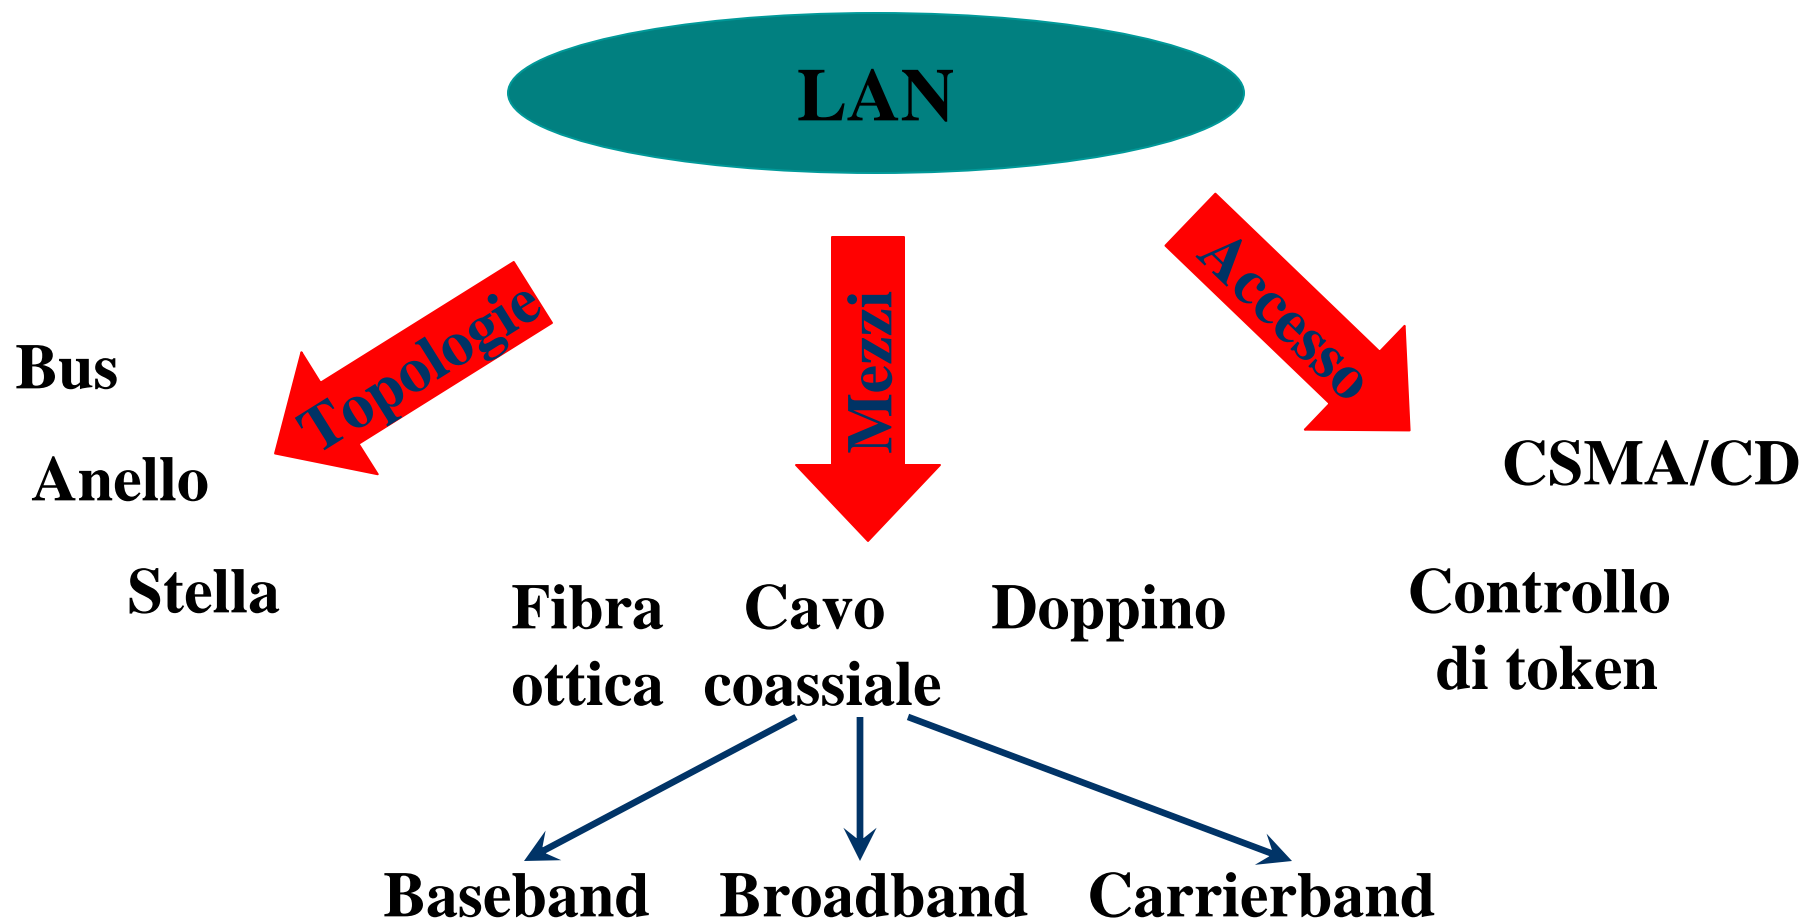 LAN
Topologie
Mezzi
Accesso
Bus
Anello
Stella
Fibra
ottica
Cavo
coassiale
Doppino
CSMA/CD
Controllo
di token
Baseband
Broadband
Carrierband